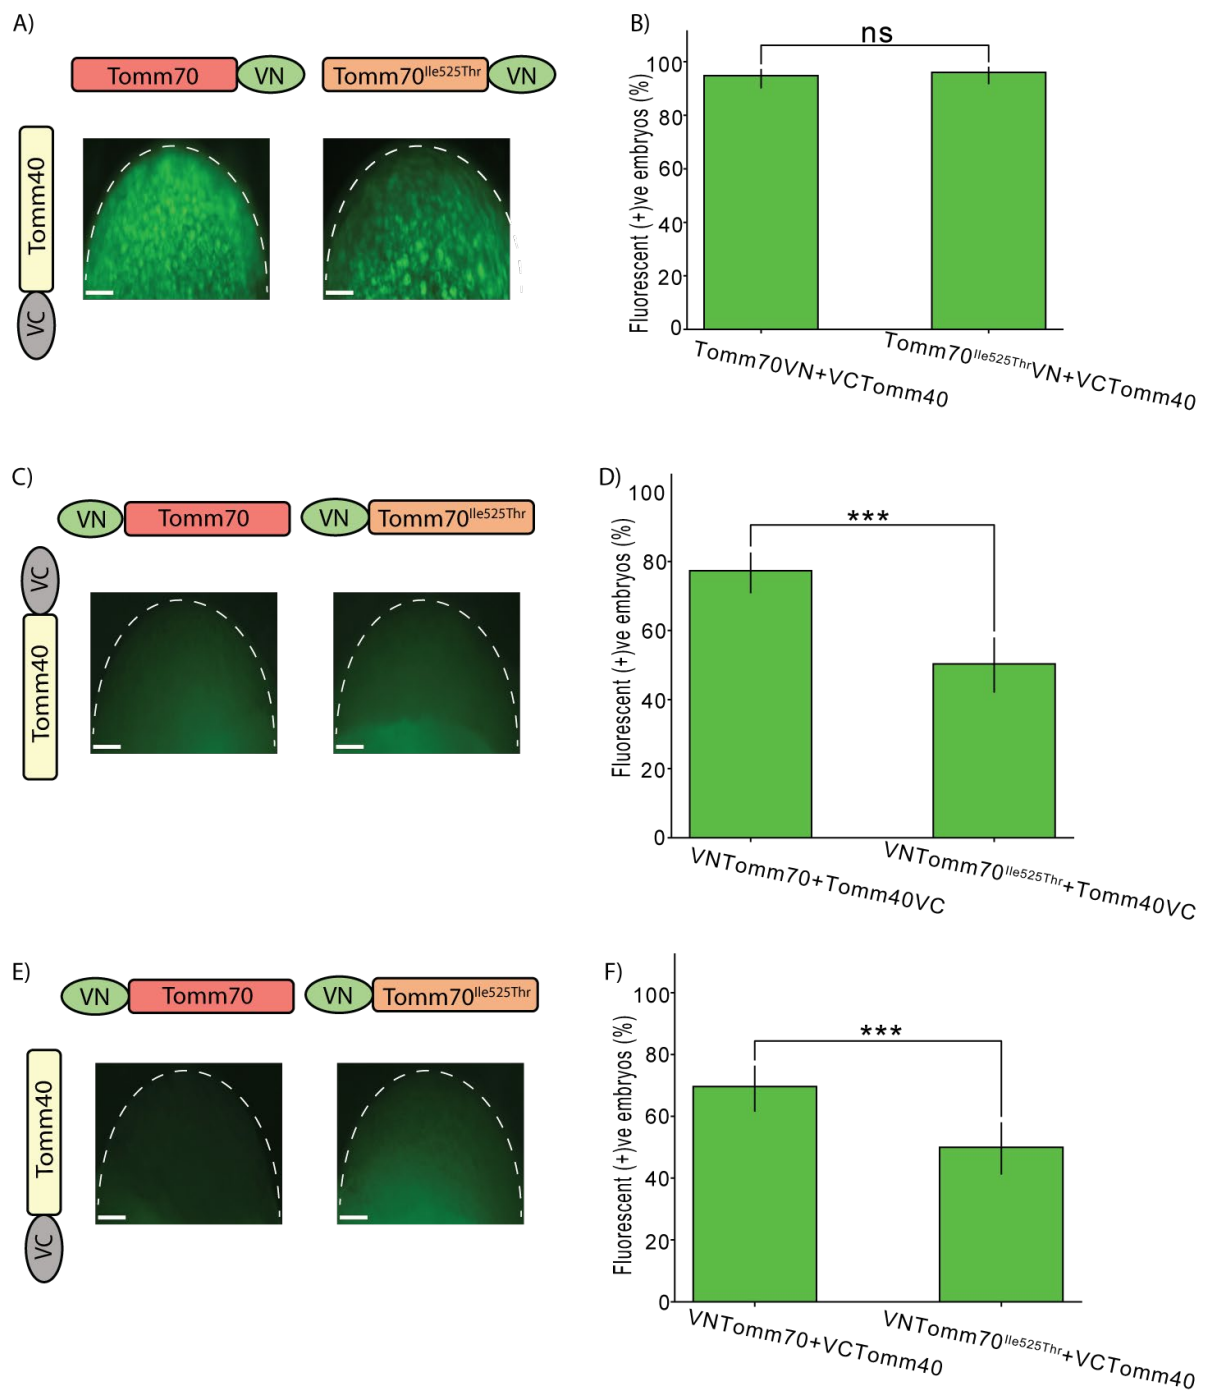 A)
Tomm70 VN
Tomm70Ile525Thr VN
Tomm40
VC
B)
ns
Fluorescent (+)ve embryos (%)
100
80
60
40
20
0
Tomm70VN+VCTomm40
Tomm70Ile525ThrVN+VCTomm40
C)
VN Tomm70
VN Tomm70Ile525Thr
VC
Tomm40
D)
***
Fluorescent (+)ve embryos (%)
100
80
60
40
20
0
VNTomm70+Tomm40VC
VNTomm70Ile525Thr+Tomm40VC
E)
VN Tomm70
VN Tomm70Ile525Thr
Tomm40
VC
F)
***
Fluorescent (+)ve embryos (%)
100
80
60
40
20
0
VNTomm70+VCTomm40
VNTomm70Ile525Thr+VCTomm40